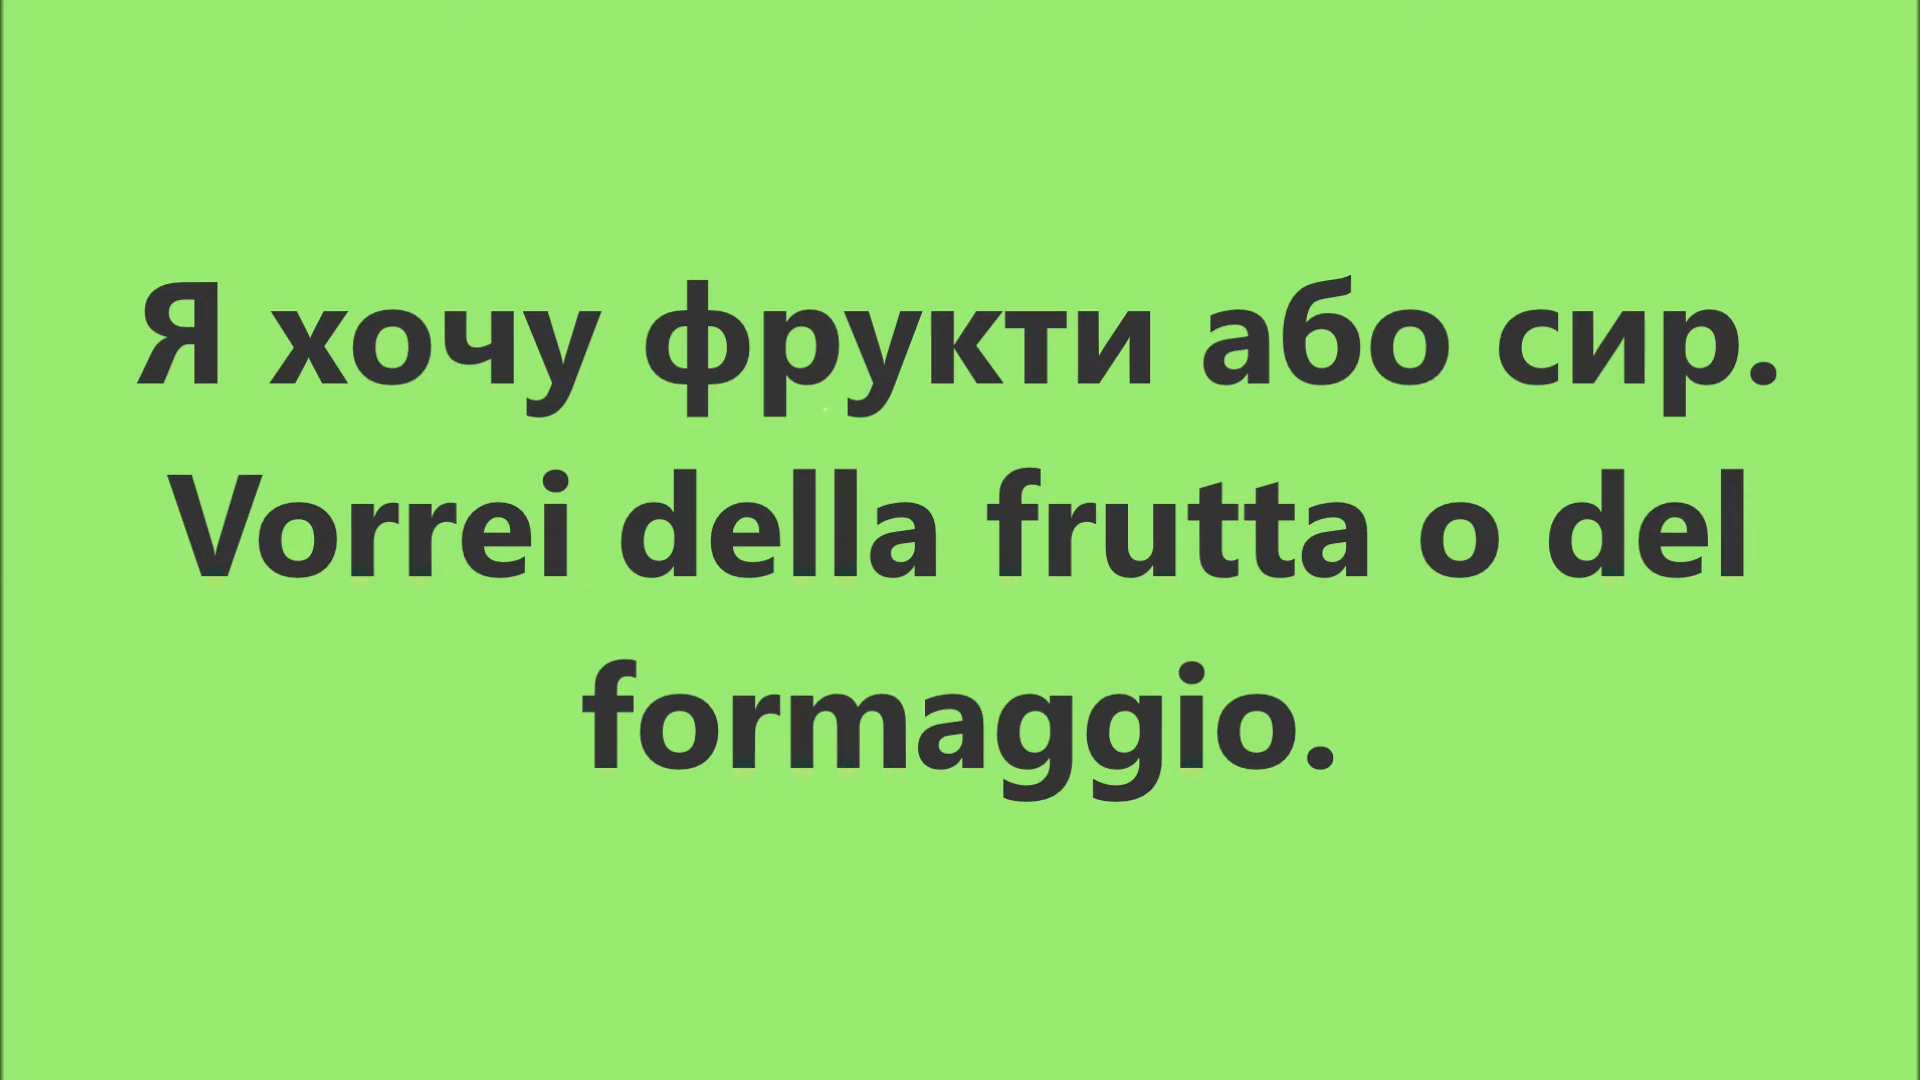 Я хочу фрукти або сир.
Vorrei della frutta o del
formaggio.